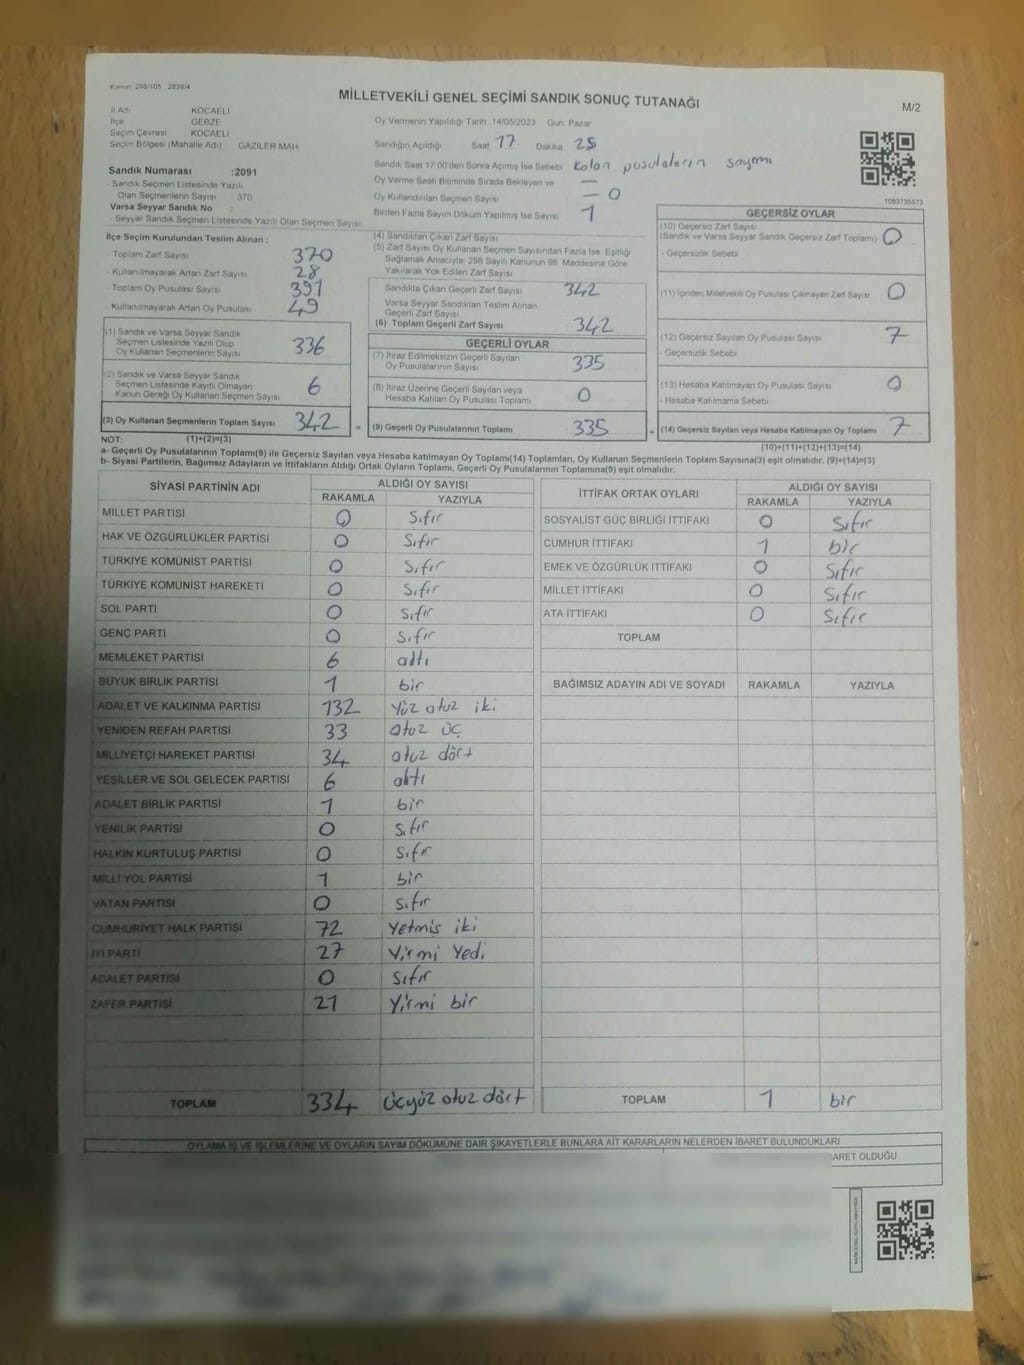 MİLLETVEKİLİ GENEL SEÇİMİ SANDIK SONUÇ TUTANAĞI
M/2
İl Adı : KOCAELİ
İlçe : GEBZE
Seçim Çevresi : KOCAELİ
Seçim Bölgesi (Mahalle Adı) GAZİLER MAH
Oy Vermenin Yapıldığı Tarih 14/05/2023 Gün Pazar
Sandığın Açıldığı Saat 17 Dakika 25
Sandık Saat 17.00'den Sonra Açılmış İse Sebebi kalan pusulaların sayımı
Oy Verme Saati Bitiminde Sırada Bekleyen ve —
Oy Kullandırılan Seçmen Sayısı — 0
Birden Fazla Sayım Döküm Yapılmış İse Sayısı 1
Sandık Numarası :2091
- Sandık Seçmen Listesinde Yazılı
Olan Seçmenlerin Sayısı : 370
Varsa Seyyar Sandık No
- Seyyar Sandık Seçmen Listesinde Yazılı Olan Seçmen Sayısı
1083735573
İlçe Seçim Kurulundan Teslim Alınan ;
- Toplam Zarf Sayısı 370
- Kullanılmayarak Artan Zarf Sayısı 28
- Toplam Oy Pusulası Sayısı 391
- Kullanılmayarak Artan Oy Pusulası 49
(1) Sandık ve Varsa Seyyar Sandık
Seçmen Listesinde Yazılı Olup
Oy Kullanan Seçmenlerin Sayısı 336
(2) Sandık ve Varsa Seyyar Sandık
Seçmen Listesinde Kayıtlı Olmayan
Kanun Gereği Oy Kullanan Seçmen Sayısı 6
(3) Oy Kullanan Seçmenlerin Toplam Sayısı 342 =
(4) Sandıktan Çıkan Zarf Sayısı
(5) Zarf Sayısı Oy Kullanan Seçmen Sayısından Fazla İse, Eşitliği
Sağlamak Amacıyla; 298 Sayılı Kanunun 98. Maddesine Göre
Yakılarak Yok Edilen Zarf Sayısı
Sandıkta Çıkan Geçerli Zarf Sayısı 342
Varsa Seyyar Sandıktan Teslim Alınan
Geçerli Zarf Sayısı
(6) Toplam Geçerli Zarf Sayısı 342
GEÇERLİ OYLAR
(7) İtiraz Edilmeksizin Geçerli Sayılan
Oy Pusulalarının Sayısı 335
(8) İtiraz Üzerine Geçerli Sayılan veya
Hesaba Katılan Oy Pusulası Toplamı 0
(9) Geçerli Oy Pusulalarının Toplamı 335 +
GEÇERSİZ OYLAR
(10) Geçersiz Zarf Sayısı
(Sandık ve Varsa Seyyar Sandık Geçersiz Zarf Toplamı) 0
- Geçersizlik Sebebi
(11) İçinden Milletvekili Oy Pusulası Çıkmayan Zarf Sayısı 0
(12) Geçersiz Sayılan Oy Pusulası Sayısı 7
- Geçersizlik Sebebi
(13) Hesaba Katılmayan Oy Pusulası Sayısı 0
- Hesaba Katılmama Sebebi
(14) Geçersiz Sayılan veya Hesaba Katılmayan Oy Toplamı 7
NOT: (1)+(2)=(3) (10)+(11)+(12)+(13)=(14)
a- Geçerli Oy Pusulalarının Toplamı(9) ile Geçersiz Sayılan veya Hesaba katılmayan Oy Pusulası Toplamı(14) Toplamları, Oy Kullanan Seçmenlerin Toplam Sayısına(3) eşit olmalıdır. (9)+(14)=(3)
b- Siyasi Partilerin, Bağımsız Adayların ve İttifakların Aldığı Ortak Oyların Toplamı, Geçerli Oy Pusulalarının Toplamına(9) eşit olmalıdır.
SİYASİ PARTİNİN ADI ALDIĞI OY SAYISI
RAKAMLA YAZIYLA
MİLLET PARTİSİ 0 Sıfır
HAK VE ÖZGÜRLÜKLER PARTİSİ 0 Sıfır
TÜRKİYE KOMÜNİST PARTİSİ 0 Sıfır
TÜRKİYE KOMÜNİST HAREKETİ 0 Sıfır
SOL PARTİ 0 Sıfır
GENÇ PARTİ 0 Sıfır
MEMLEKET PARTİSİ 6 altı
BÜYÜK BİRLİK PARTİSİ 1 bir
ADALET VE KALKINMA PARTİSİ 132 Yüz otuz iki
YENİDEN REFAH PARTİSİ 33 otuz üç
MİLLİYETÇİ HAREKET PARTİSİ 34 otuz dört
YEŞİLLER VE SOL GELECEK PARTİSİ 6 altı
ADALET BİRLİK PARTİSİ 1 bir
YENİLİK PARTİSİ 0 Sıfır
HALKIN KURTULUŞ PARTİSİ 0 Sıfır
MİLLİ YOL PARTİSİ 1 bir
VATAN PARTİSİ 0 Sıfır
CUMHURİYET HALK PARTİSİ 72 Yetmiş iki
İYİ PARTİ 27 Yirmi Yedi
ADALET PARTİSİ 0 Sıfır
ZAFER PARTİSİ 21 Yirmi bir
TOPLAM 334 üçyüz otuz dört
İTTİFAK ORTAK OYLARI ALDIĞI OY SAYISI
RAKAMLA YAZIYLA
SOSYALİST GÜÇ BİRLİĞİ İTTİFAKI 0 Sıfır
CUMHUR İTTİFAKI 1 bir
EMEK VE ÖZGÜRLÜK İTTİFAKI 0 Sıfır
MİLLET İTTİFAKI 0 Sıfır
ATA İTTİFAKI 0 Sıfır
TOPLAM
BAĞIMSIZ ADAYIN ADI VE SOYADI RAKAMLA YAZIYLA
TOPLAM 1 bir
OYLAMA İŞ VE İŞLEMLERİNE VE OYLARIN SAYIM DÖKÜMÜNE DAİR ŞİKAYETLERLE BUNLARA AİT KARARLARIN NELERDEN İBARET BULUNDUKLARI
ARET OLDUĞU